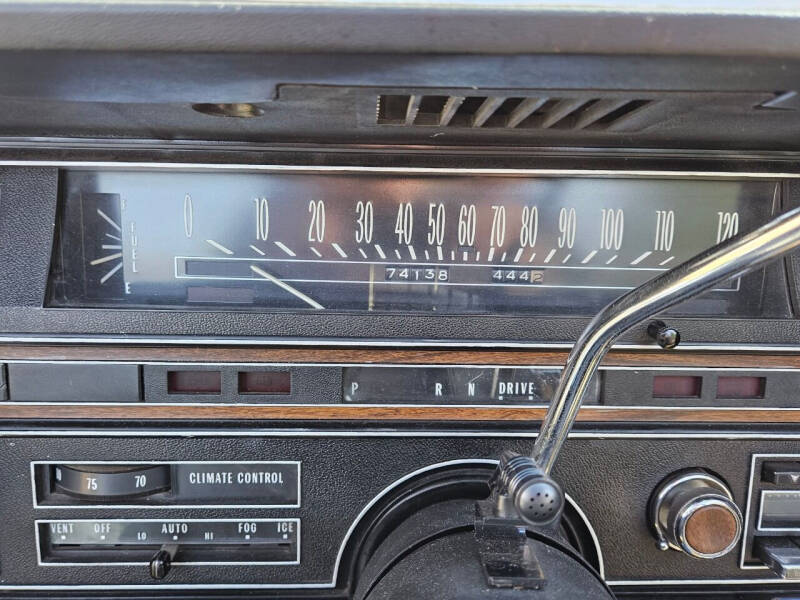 F
FUEL
E
0 10 20 30 40 50 60 70 80 90 100 110 120
74138 4442
P R N DRIVE
75 70 CLIMATE CONTROL
VENT OFF AUTO FOG ICE
LO HI